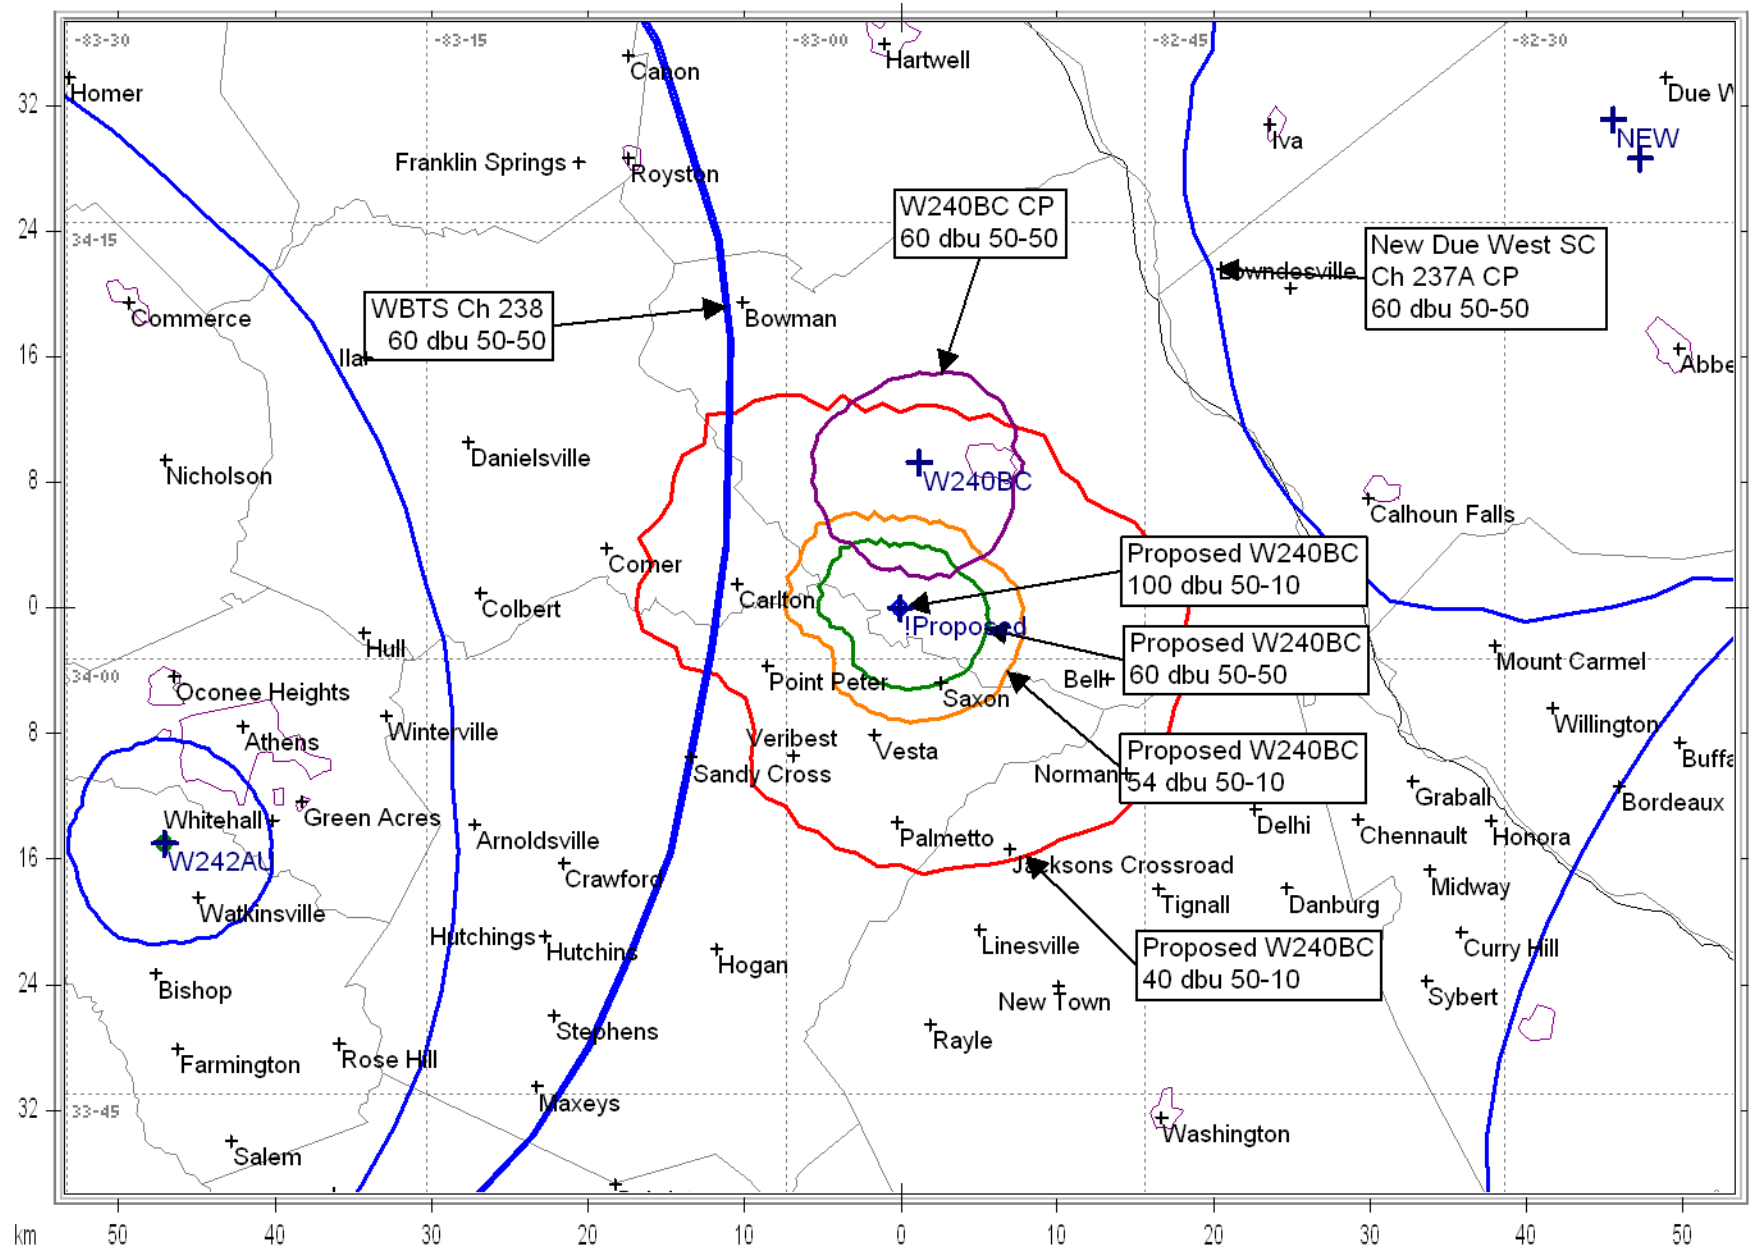 -83-30
-83-15
-83-00
-82-45
-82-30
Hartwell
Canon
Homer
Due W
32
NEW
Iva
Franklin Springs
Royston
W240BC CP
60 dbu 50-50
24
34-15
New Due West SC
Ch 237A CP
60 dbu 50-50
Lowndesville
WBTS Ch 238
60 dbu 50-50
Commerce
Bowman
16
Ila
Abbe
Danielsville
Nicholson
8
W240BC
Calhoun Falls
Comer
Proposed W240BC
100 dbu 50-10
Colbert
Carlton
0
!Proposed
Hull
Proposed W240BC
60 dbu 50-50
Mount Carmel
34-00
Oconee Heights
Point Peter
Saxon
Bell
Willington
8
Athens
Winterville
Veribest
Vesta
Proposed W240BC
54 dbu 50-10
Buffa
Sandy Cross
Norman
Graball
Bordeaux
Whitehall
Green Acres
Arnoldsville
Palmetto
Delhi
Chennault
Honora
16
W242AU
Crawford
Jacksons Crossroad
Midway
Watkinsville
Tignall
Danburg
Hutchings
Hutchins
Linesville
Proposed W240BC
40 dbu 50-10
Curry Hill
Hogan
24
Bishop
New Town
Sybert
Stephens
Rayle
Farmington
Rose Hill
32
33-45
Maxeys
Washington
Salem
km
50
40
30
20
10
0
10
20
30
40
50